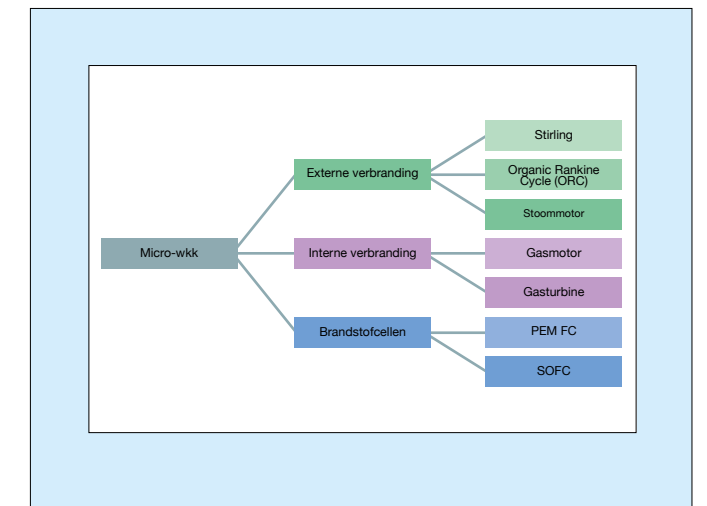 Micro-wkk
Externe verbranding
Stirling
Organic Rankine
Cycle (ORC)
Stoommotor
Interne verbranding
Gasmotor
Gasturbine
Brandstofcellen
PEM FC
SOFC